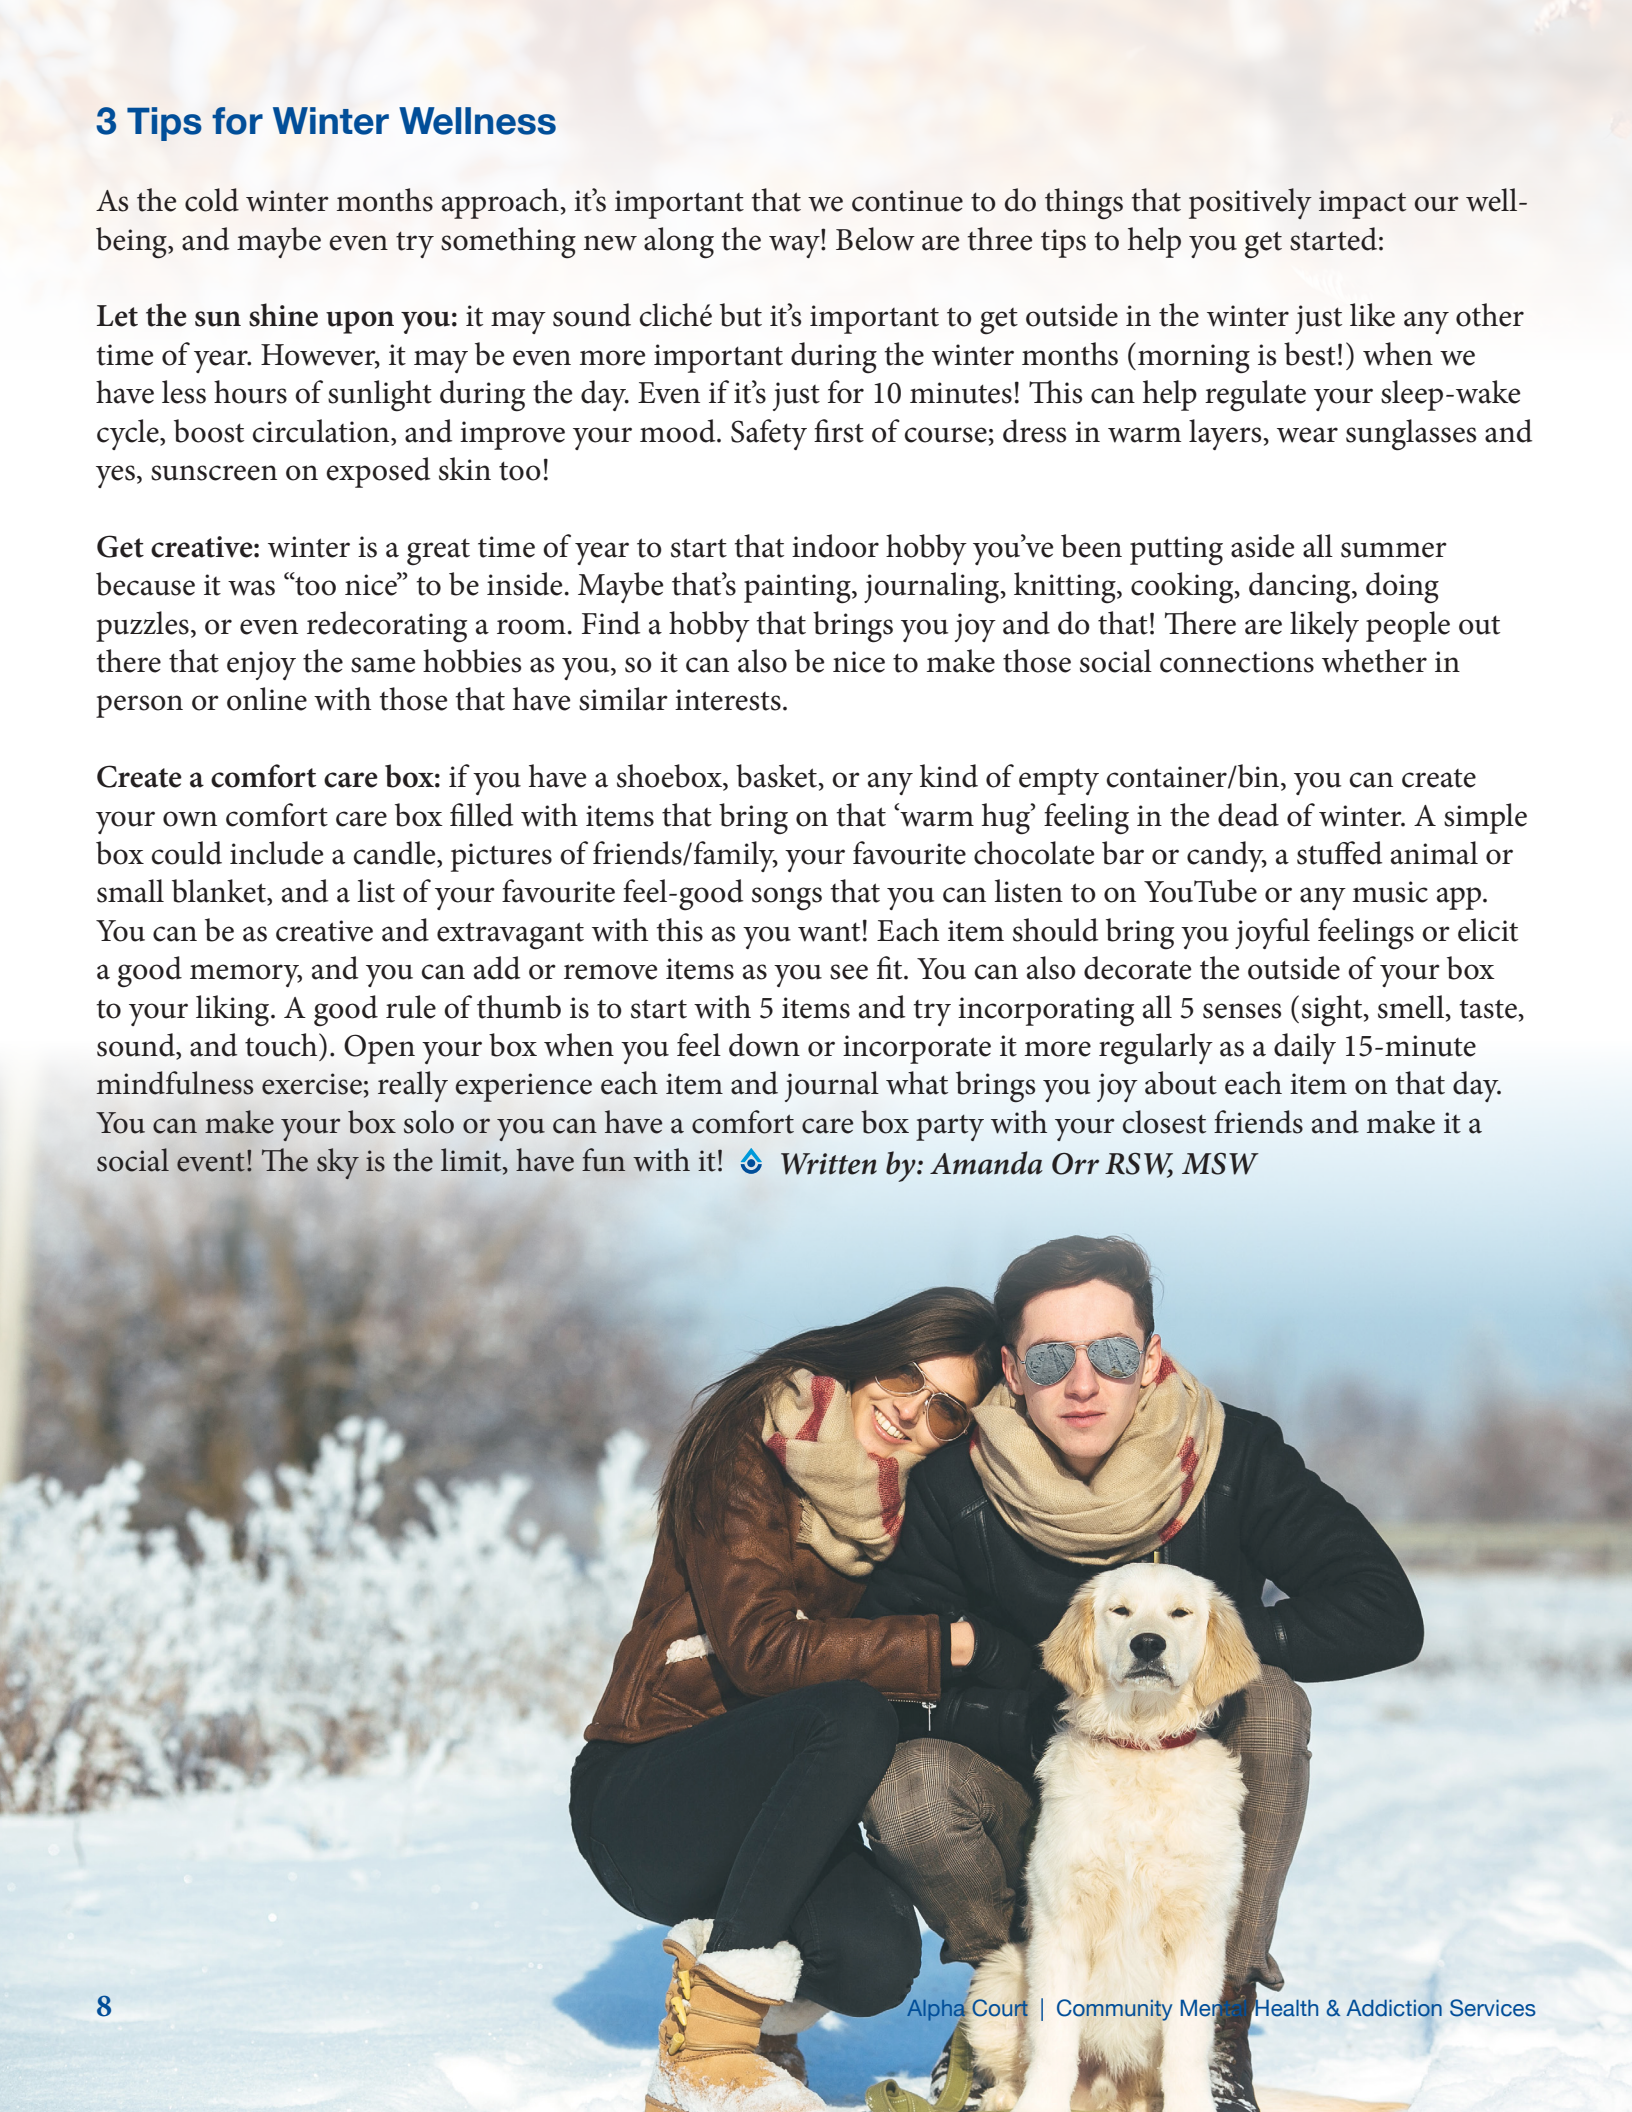 3 Tips for Winter Wellness
As the cold winter months approach, it’s important that we continue to do things that positively impact our well-
being, and maybe even try something new along the way! Below are three tips to help you get started:
Let the sun shine upon you: it may sound cliché but it’s important to get outside in the winter just like any other
time of year. However, it may be even more important during the winter months (morning is best!) when we
have less hours of sunlight during the day. Even if it’s just for 10 minutes! This can help regulate your sleep-wake
cycle, boost circulation, and improve your mood. Safety first of course; dress in warm layers, wear sunglasses and
yes, sunscreen on exposed skin too!
Get creative: winter is a great time of year to start that indoor hobby you’ve been putting aside all summer
because it was “too nice” to be inside. Maybe that’s painting, journaling, knitting, cooking, dancing, doing
puzzles, or even redecorating a room. Find a hobby that brings you joy and do that! There are likely people out
there that enjoy the same hobbies as you, so it can also be nice to make those social connections whether in
person or online with those that have similar interests.
Create a comfort care box: if you have a shoebox, basket, or any kind of empty container/bin, you can create
your own comfort care box filled with items that bring on that ‘warm hug’ feeling in the dead of winter. A simple
box could include a candle, pictures of friends/family, your favourite chocolate bar or candy, a stuffed animal or
small blanket, and a list of your favourite feel-good songs that you can listen to on YouTube or any music app.
You can be as creative and extravagant with this as you want! Each item should bring you joyful feelings or elicit
a good memory, and you can add or remove items as you see fit. You can also decorate the outside of your box
to your liking. A good rule of thumb is to start with 5 items and try incorporating all 5 senses (sight, smell, taste,
sound, and touch). Open your box when you feel down or incorporate it more regularly as a daily 15-minute
mindfulness exercise; really experience each item and journal what brings you joy about each item on that day.
You can make your box solo or you can have a comfort care box party with your closest friends and make it a
social event! The sky is the limit, have fun with it! Written by: Amanda Orr RSW, MSW
8
Alpha Court | Community Mental Health & Addiction Services